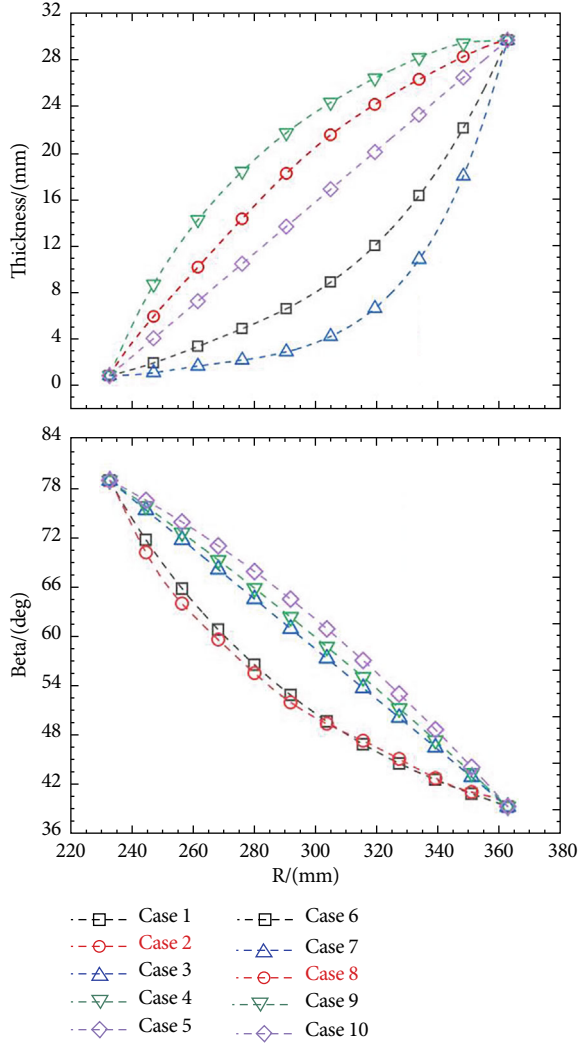 32
28
24
20
16
12
8
4
0
Thickness/(mm)
84
78
72
66
60
54
48
42
36
Beta/(deg)
220 240 260 280 300 320 340 360 380
R/(mm)
Case 1 Case 6
Case 2 Case 7
Case 3 Case 8
Case 4 Case 9
Case 5 Case 10